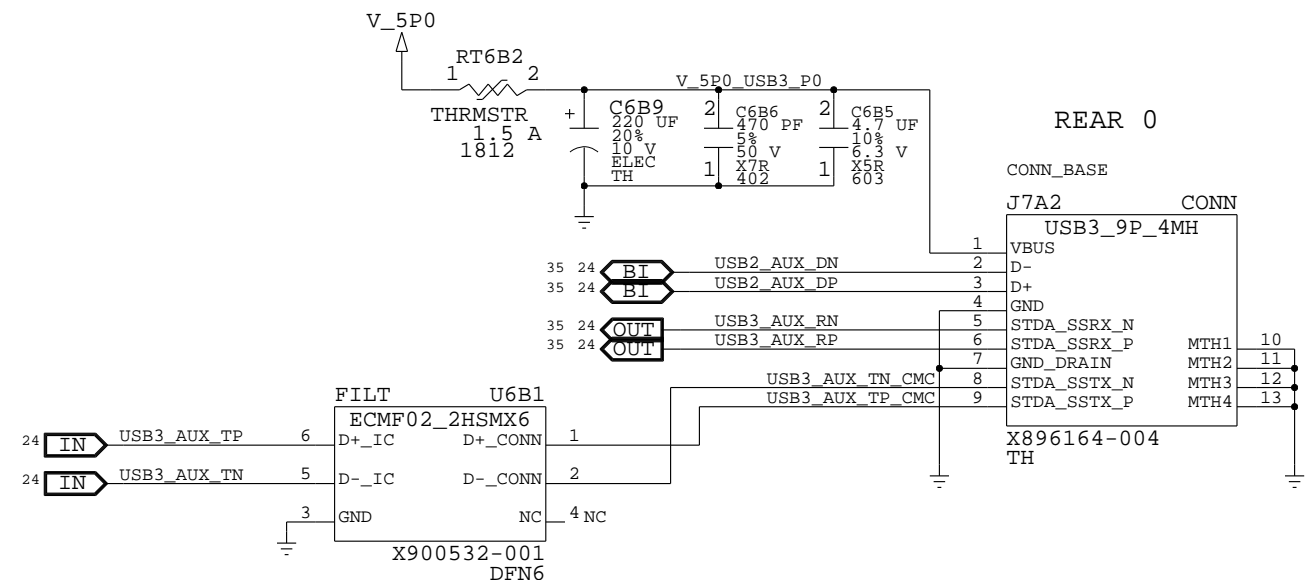 V_5P0
RT6B2
1 2
THRMSTR
1.5 A
1812
V_5P0_USB3_P0
+ C6B9
220 UF
20%
10 V
ELEC
TH
2 C6B6
470 PF
5%
50 V
1 X7R
402
2 C6B5
4.7 UF
10%
6.3 V
1 X5R
603
REAR 0
CONN_BASE
J7A2 CONN
USB3_9P_4MH
1 VBUS
35 24 BI USB2_AUX_DN 2 D-
35 24 BI USB2_AUX_DP 3 D+
4 GND
35 24 OUT USB3_AUX_RN 5 STDA_SSRX_N
35 24 OUT USB3_AUX_RP 6 STDA_SSRX_P MTH1 10
7 GND_DRAIN MTH2 11
USB3_AUX_TN_CMC 8 STDA_SSTX_N MTH3 12
USB3_AUX_TP_CMC 9 STDA_SSTX_P MTH4 13
X896164-004
TH
FILT U6B1
ECMF02_2HSMX6
24 IN USB3_AUX_TP 6 D+_IC D+_CONN 1
24 IN USB3_AUX_TN 5 D-_IC D-_CONN 2
3 GND NC 4 NC
X900532-001
DFN6